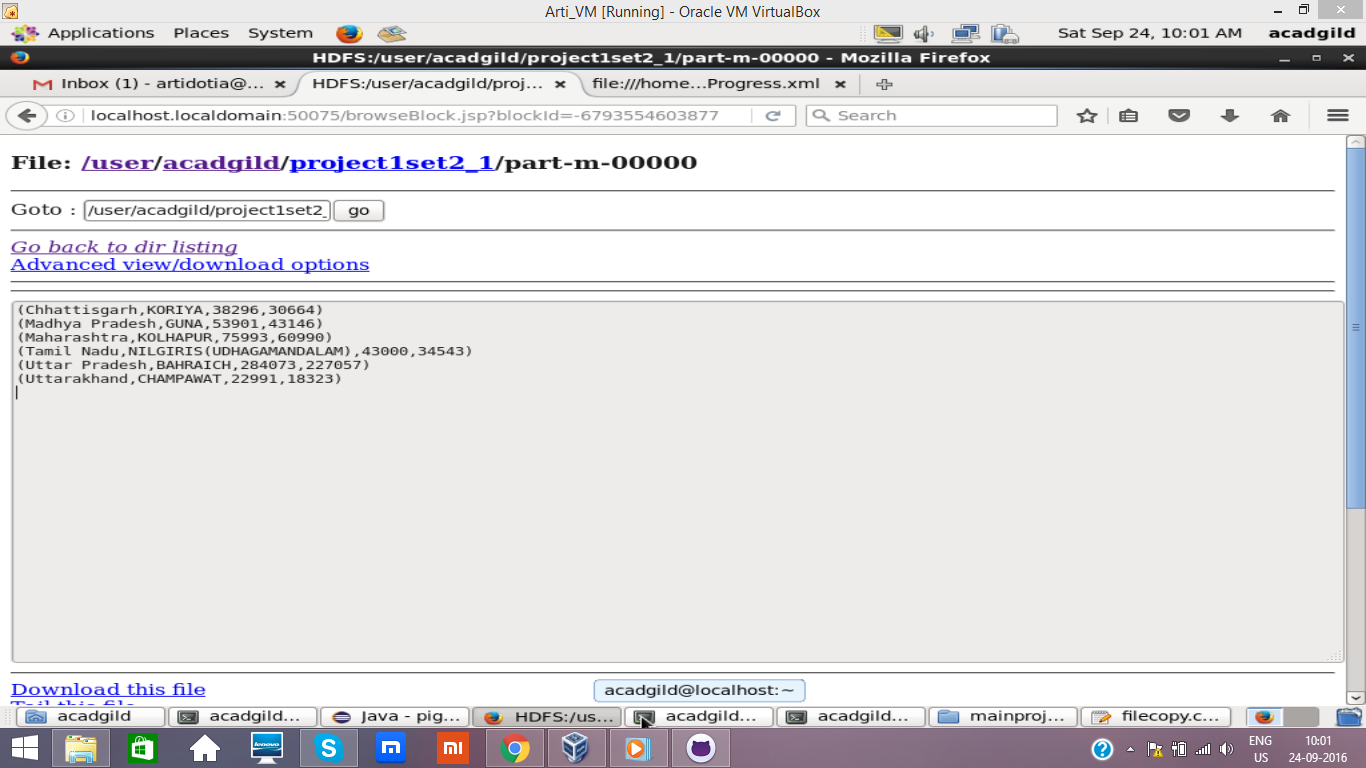 Arti_VM [Running] - Oracle VM VirtualBox
Applications Places System Sat Sep 24, 10:01 AM acadgild
HDFS:/user/acadgild/project1set2_1/part-m-00000 - Mozilla Firefox
Inbox (1) - artidotia@... HDFS:/user/acadgild/proj... file:///home...Progress.xml
localhost.localdomain:50075/browseBlock.jsp?blockId=-6793554603877 Search
File: /user/acadgild/project1set2_1/part-m-00000
Goto : /user/acadgild/project1set2_ go
Go back to dir listing
Advanced view/download options
(Chhattisgarh,KORIYA,38296,30664)
(Madhya Pradesh,GUNA,53901,43146)
(Maharashtra,KOLHAPUR,75993,60990)
(Tamil Nadu,NILGIRIS(UDHAGAMANDALAM),43000,34543)
(Uttar Pradesh,BAHRAICH,284073,227057)
(Uttarakhand,CHAMPAWAT,22991,18323)
Download this file
Tail this file
acadgild@localhost:~
acadgild acadgild... Java - pig... HDFS:/us... acadgild... acadgild... mainproj... filecopy.c...
lenovo S m mi ENG 10:01
US 24-09-2016